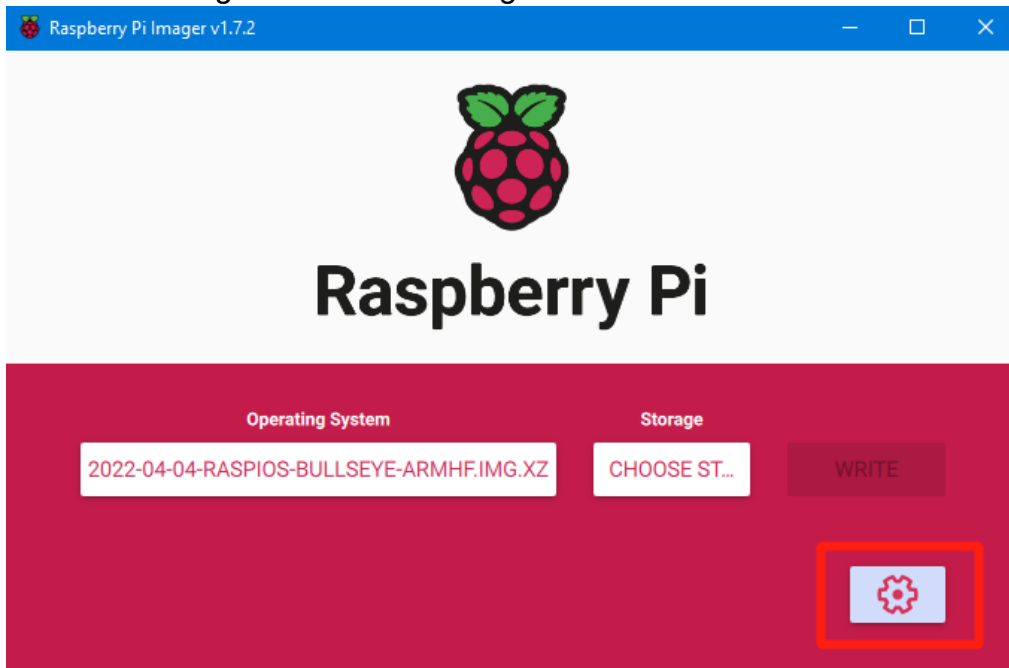 Raspberry Pi Imager v1.7.2
Raspberry Pi
Operating System Storage
2022-04-04-RASPIOS-BULLSEYE-ARMHF.IMG.XZ CHOOSE ST... WRITE